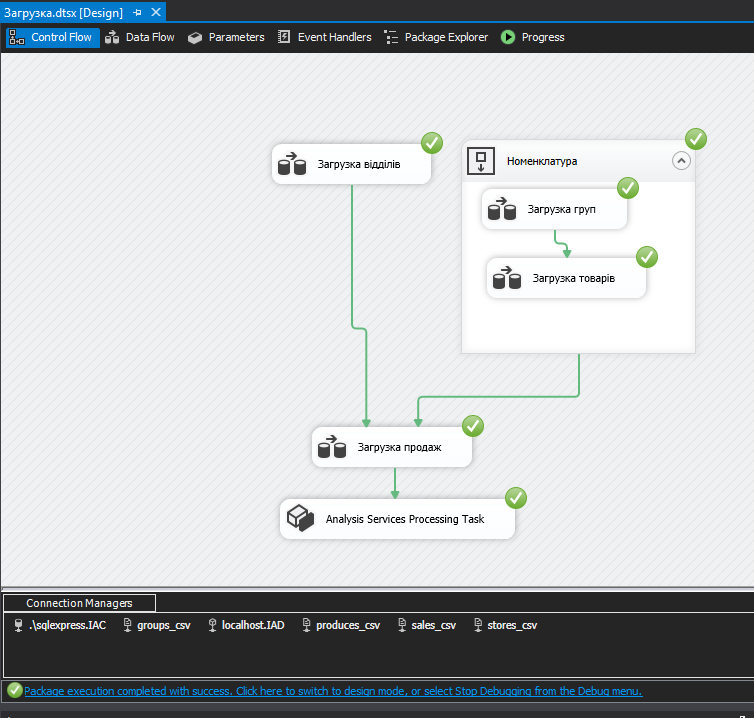 Загрузка.dtsx [Design]
Control Flow
Data Flow
Parameters
Event Handlers
Package Explorer
Progress
Загрузка відділів
Номенклатура
Загрузка груп
Загрузка товарів
Загрузка продаж
Analysis Services Processing Task
Connection Managers
.\sqlexpress.IAC
groups_csv
localhost.IAD
produces_csv
sales_csv
stores_csv
Package execution completed with success. Click here to switch to design mode, or select Stop Debugging from the Debug menu.